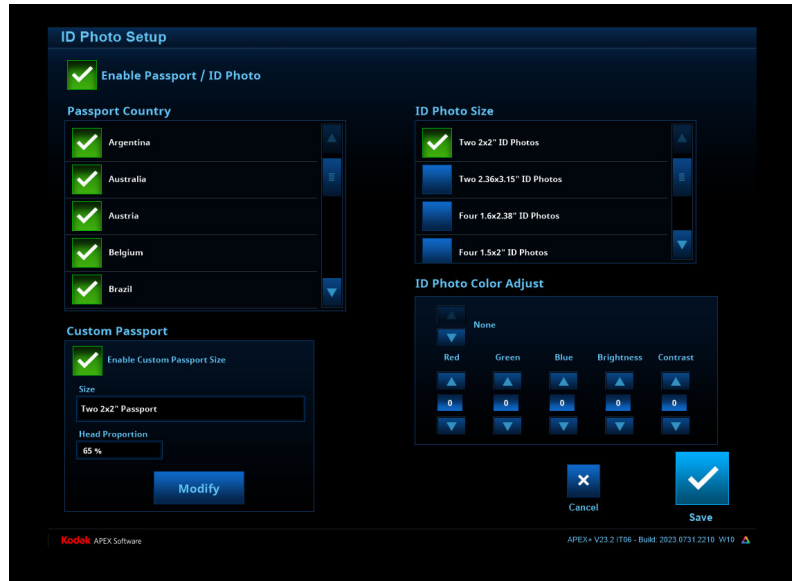 ID Photo Setup
Enable Passport / ID Photo
Passport Country
Argentina
Australia
Austria
Belgium
Brazil
Custom Passport
Enable Custom Passport Size
Size
Two 2x2" Passport
Head Proportion
65 %
Modify
ID Photo Size
Two 2x2" ID Photos
Two 2.36x3.15" ID Photos
Four 1.6x2.38" ID Photos
Four 1.5x2" ID Photos
ID Photo Color Adjust
None
Red Green Blue Brightness Contrast
0 0 0 0 0
Cancel
Save
Kodak APEX Software
APEX+ V23.2 IT06 - Build: 2023.0731.2210 W10